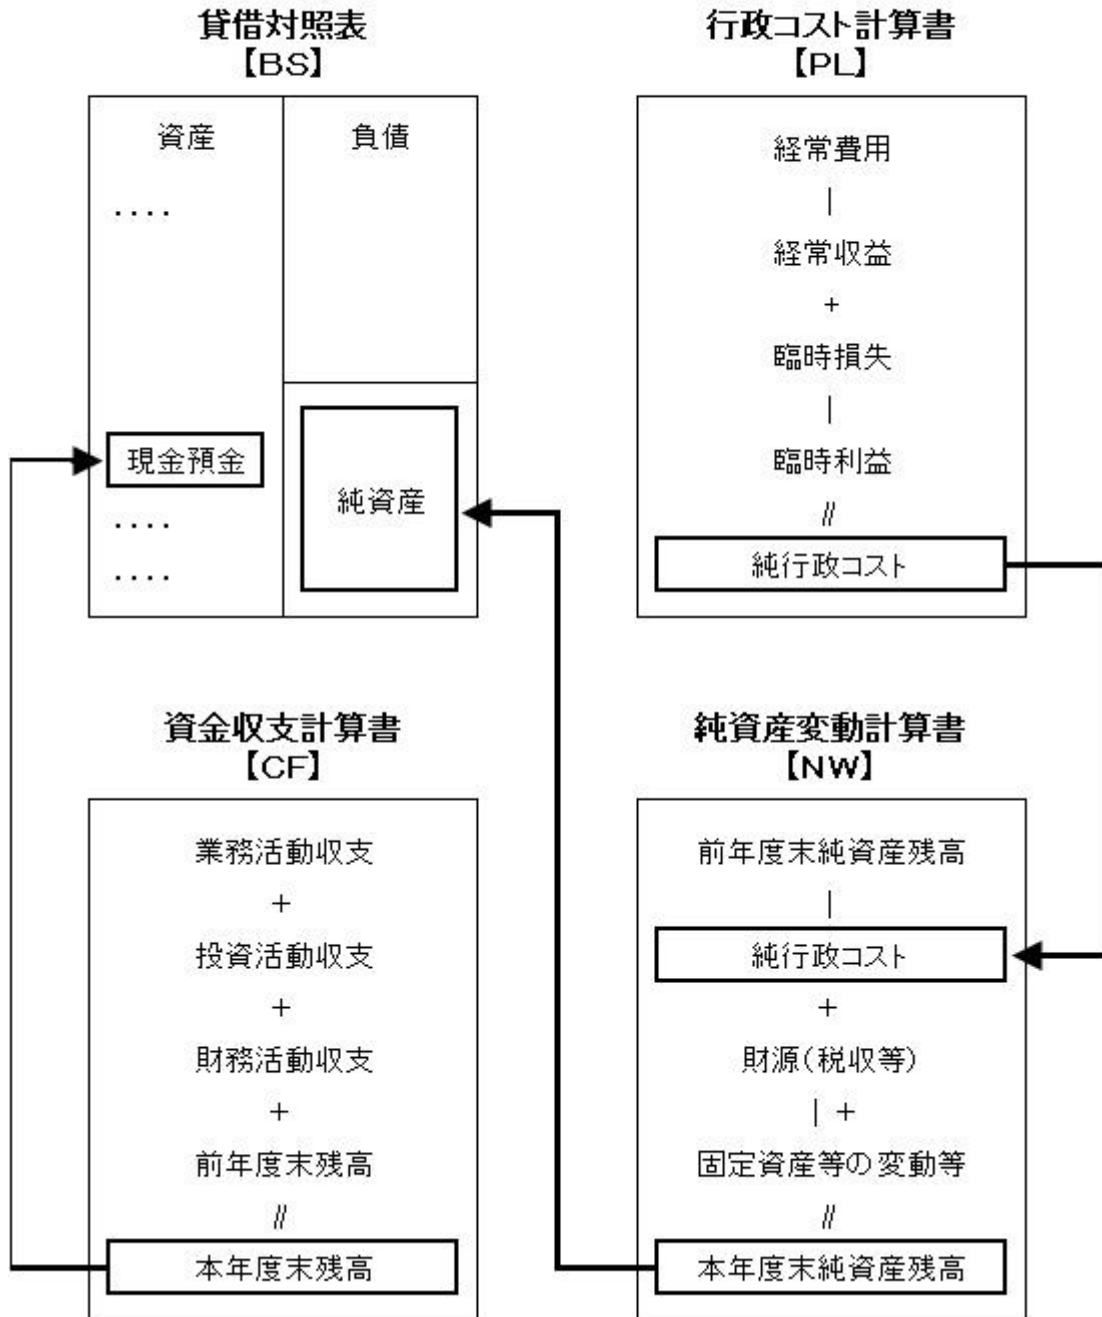 貸借対照表
【BS】
資産
負債
‥‥
現金預金
純資産
‥‥
‥‥
行政コスト計算書
【PL】
経常費用
|
経常収益
+
臨時損失
|
臨時利益
//
純行政コスト
資金収支計算書
【CF】
業務活動収支
+
投資活動収支
+
財務活動収支
+
前年度末残高
//
本年度末残高
純資産変動計算書
【NW】
前年度末純資産残高
|
純行政コスト
+
財源(税収等)
| +
固定資産等の変動等
//
本年度末純資産残高